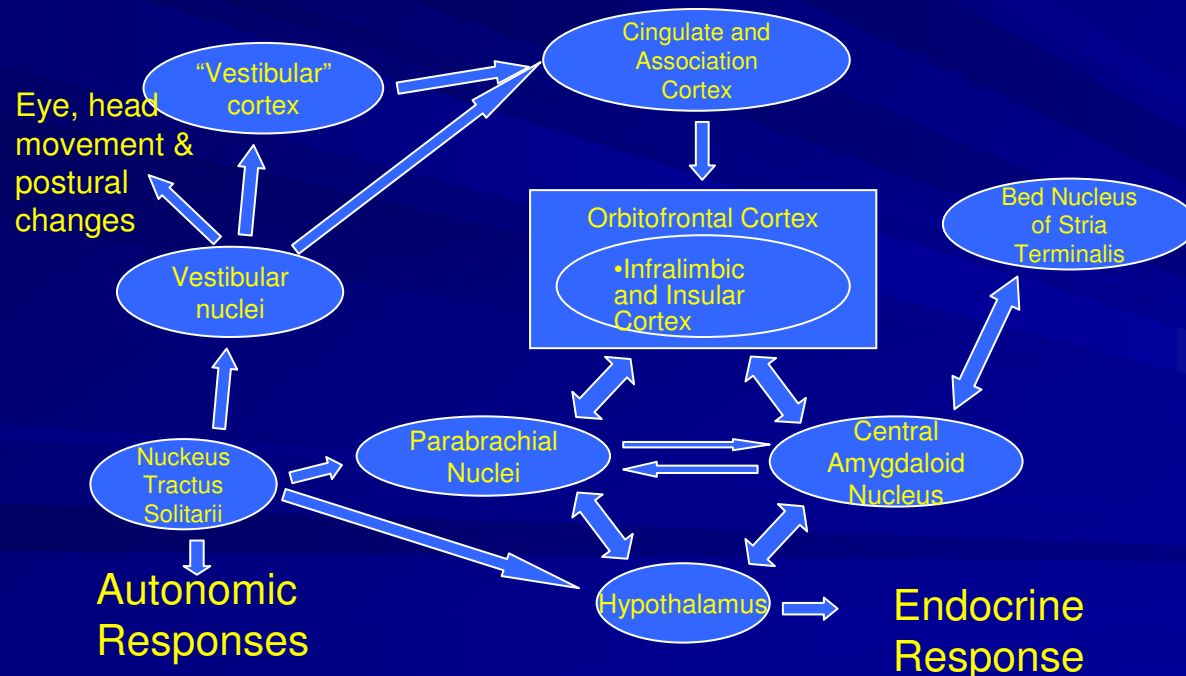 Cingulate and
Association
Cortex
“Vestibular”
cortex
Eye, head
movement &
postural
changes
Bed Nucleus
of Stria
Terminalis
Orbitofrontal Cortex
•Infralimbic
and Insular
Cortex
Vestibular
nuclei
Parabrachial
Nuclei
Central
Amygdaloid
Nucleus
Nuckeus
Tractus
Solitarii
Autonomic
Responses
Hypothalamus
Endocrine
Response